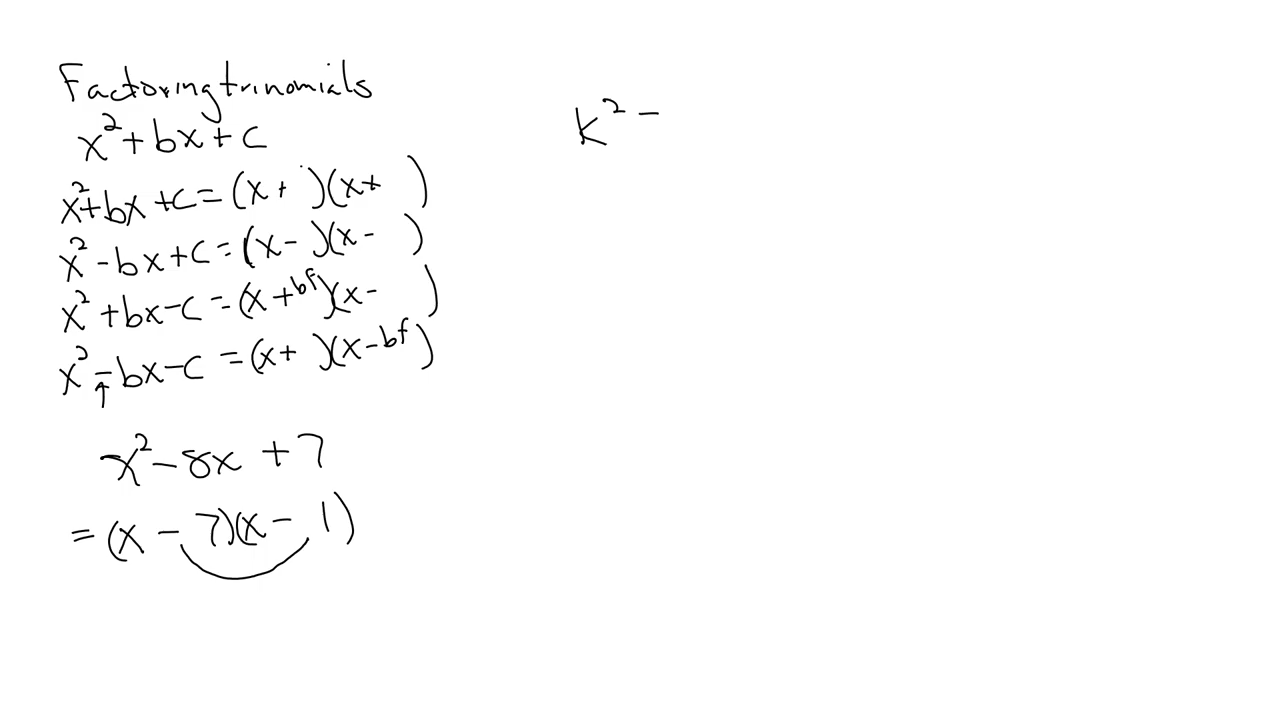 Factoring trinomials
x² + bx + c
x² + bx + c = (x + )(x + )
x² - bx + c = (x - )(x - )
x² + bx - c = (x + bf)(x - )
x² - bx - c = (x + )(x - bf)
↑
x² - 8x + 7
= (x - 7)(x - 1)
k² -